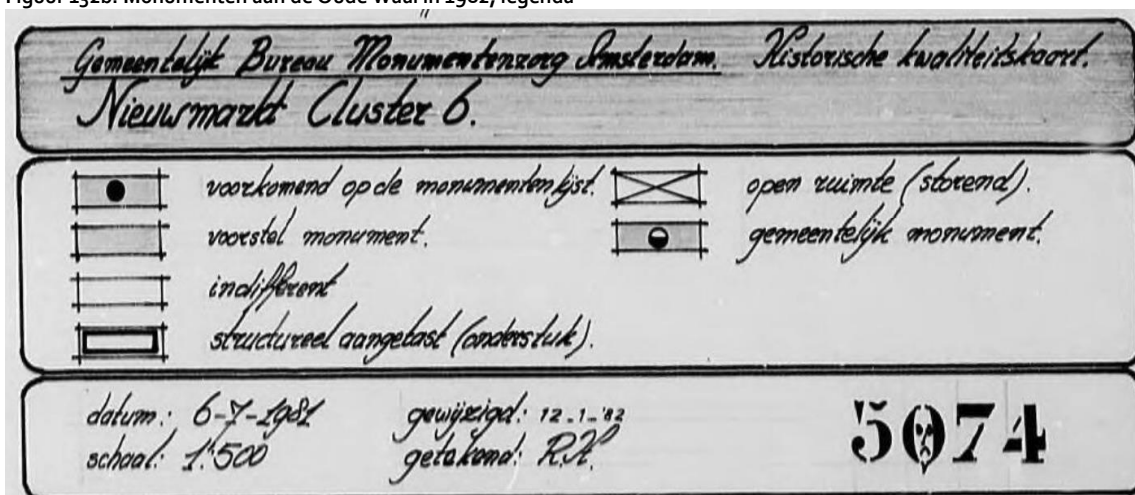 Figuur 132b. Monumenten aan de Oude Waal in 1982, legenda
Gemeentelijk Bureau Monumentenzorg Amsterdam. Historische kwaliteitskaart.
Nieuwmarkt Cluster 6.
voorkomend op de monumentenlijst.
open ruimte (storend).
voorstel monument.
gemeentelijk monument.
indifferent
structureel aangetast (onderstuk).
datum: 6-7-1981 gewijzigd: 12-1-'82
schaal: 1:500 getekend: R.H.
5074